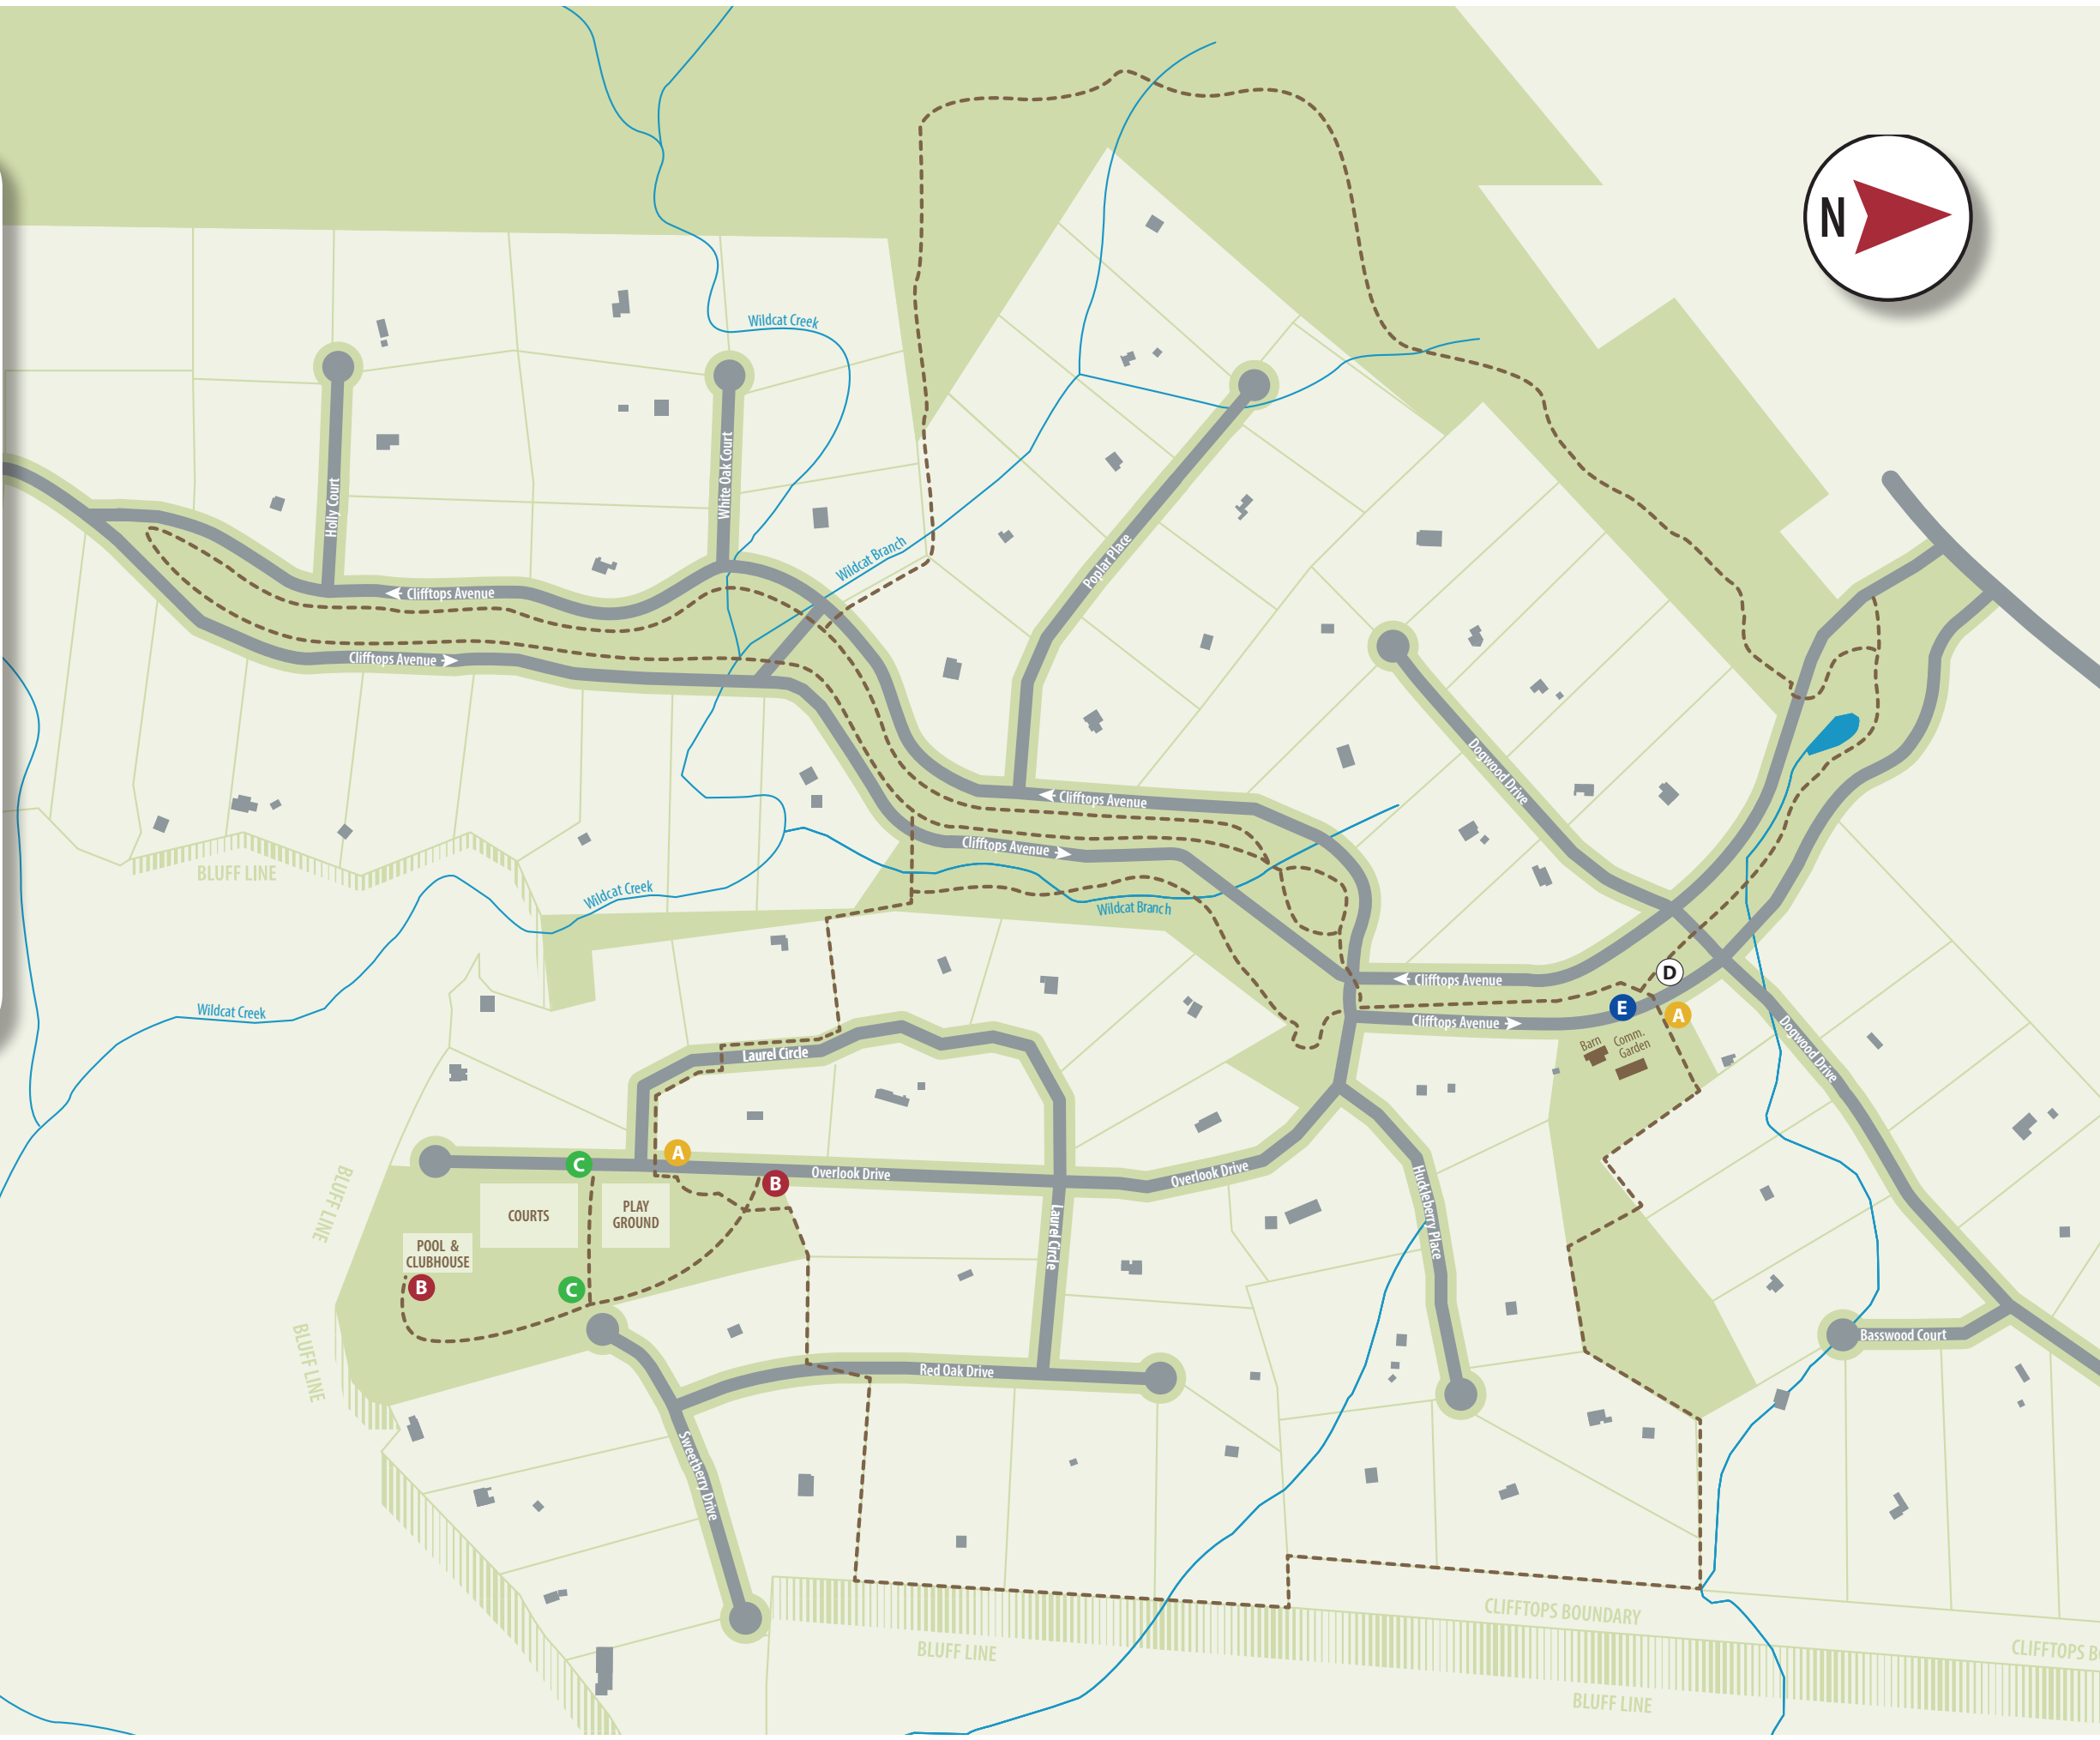 N
Wildcat Creek
White Oak Court
Holly Court
Wildcat Branch
Poplar Place
Clifftops Avenue
Clifftops Avenue
Dogwood Drive
Clifftops Avenue
Clifftops Avenue
BLUFF LINE
Wildcat Creek
Wildcat Branch
Wildcat Creek
Clifftops Avenue
D
E
A
Clifftops Avenue
Barn
Comm.
Garden
Dogwood Drive
Laurel Circle
A
C
Overlook Drive
B
Overlook Drive
Huckleberry Place
BLUFF LINE
COURTS
PLAY
GROUND
Laurel Circle
POOL &
CLUBHOUSE
B
C
BLUFF LINE
Basswood Court
Red Oak Drive
Sweetberry Drive
CLIFFTOPS BOUNDARY
BLUFF LINE
CLIFFTOPS BO
BLUFF LINE